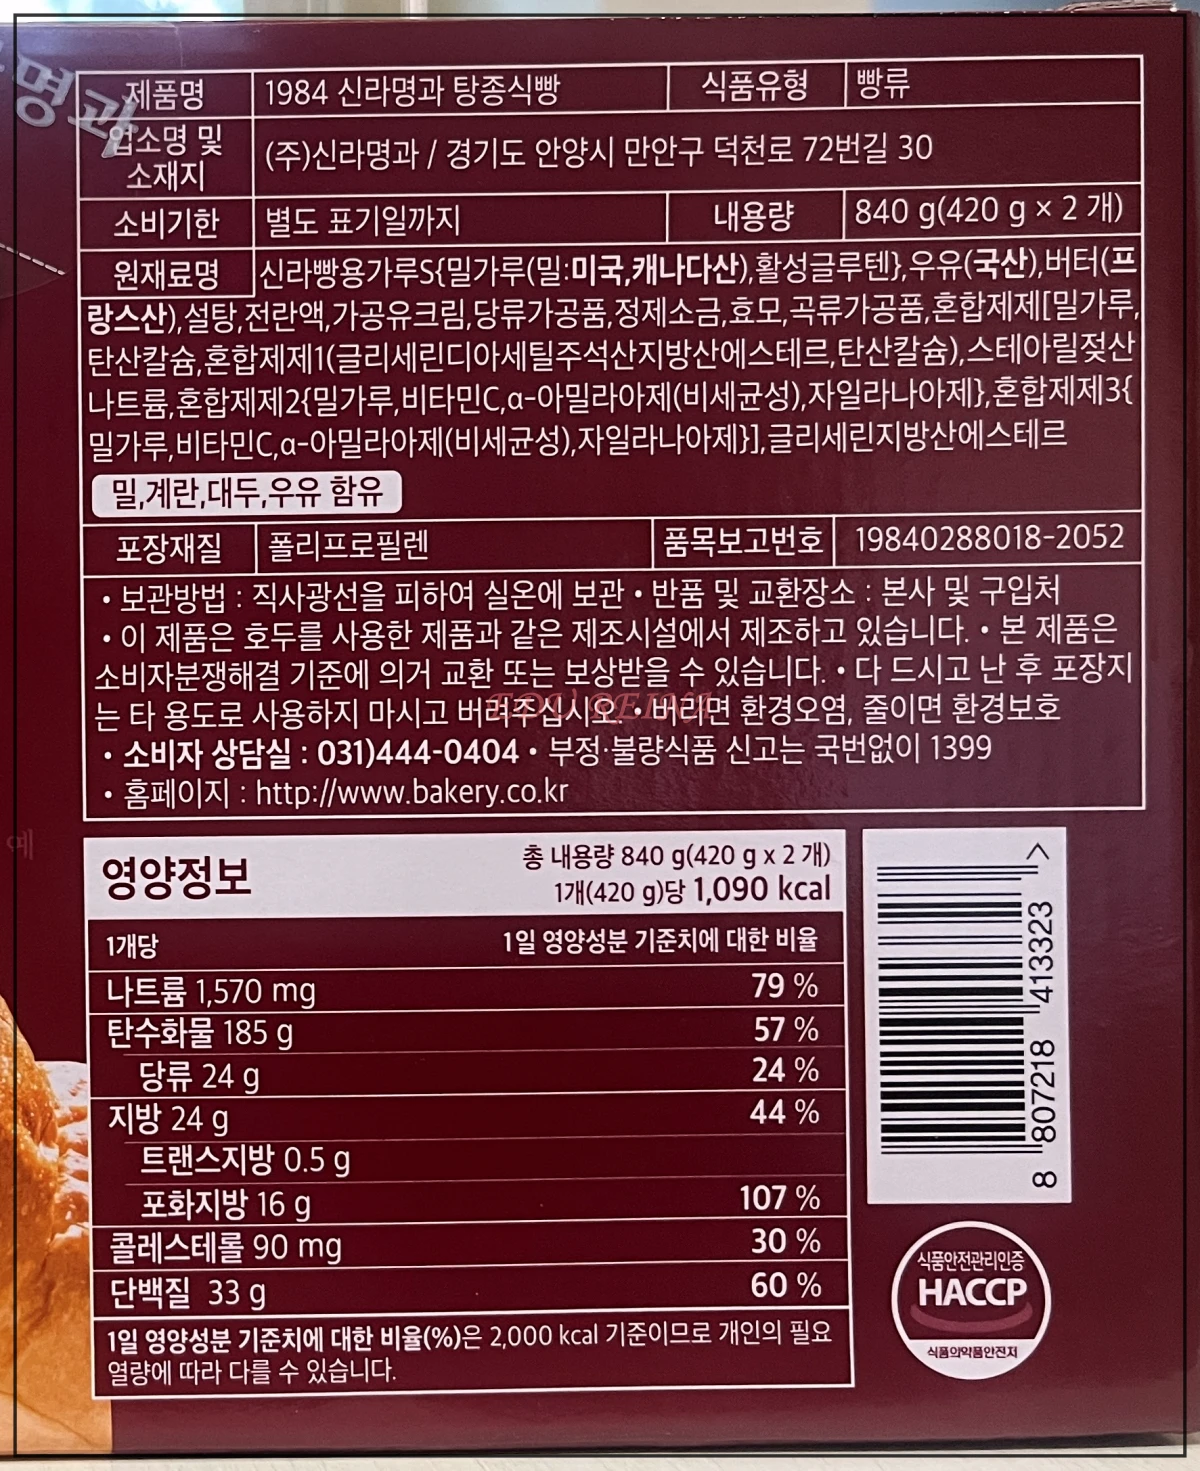 명과
제품명 1984 신라명과 탕종식빵 식품유형 빵류
업소명 및
소재지
(주)신라명과 / 경기도 안양시 만안구 덕천로 72번길 30
소비기한 별도 표기일까지 내용량 840 g(420 g × 2 개)
원재료명 신라빵용가루S{밀가루(밀:미국,캐나다산),활성글루텐},우유(국산),버터(프
랑스산),설탕,전란액,가공유크림,당류가공품,정제소금,효모,곡류가공품,혼합제제[밀가루,
탄산칼슘,혼합제제1(글리세린디아세틸주석산지방산에스테르,탄산칼슘),스테아릴젖산
나트륨,혼합제제2{밀가루,비타민C,α-아밀라아제(비세균성),자일라나아제},혼합제제3{
밀가루,비타민C,α-아밀라아제(비세균성),자일라나아제}],글리세린지방산에스테르
밀,계란,대두,우유 함유
포장재질 폴리프로필렌 품목보고번호 19840288018-2052
• 보관방법 : 직사광선을 피하여 실온에 보관 • 반품 및 교환장소 : 본사 및 구입처
• 이 제품은 호두를 사용한 제품과 같은 제조시설에서 제조하고 있습니다. • 본 제품은
소비자분쟁해결 기준에 의거 교환 또는 보상받을 수 있습니다. • 다 드시고 난 후 포장지
는 타 용도로 사용하지 마시고 버려주십시오. • 버리면 환경오염, 줄이면 환경보호
• 소비자 상담실 : 031)444-0404 • 부정·불량식품 신고는 국번없이 1399
• 홈페이지 : http://www.bakery.co.kr
영양정보
총 내용량 840 g(420 g x 2 개)
1개(420 g)당 1,090 kcal
1개당 1일 영양성분 기준치에 대한 비율
나트륨 1,570 mg 79 %
탄수화물 185 g 57 %
당류 24 g 24 %
지방 24 g 44 %
트랜스지방 0.5 g
포화지방 16 g 107 %
콜레스테롤 90 mg 30 %
단백질 33 g 60 %
1일 영양성분 기준치에 대한 비율(%)은 2,000 kcal 기준이므로 개인의 필요
열량에 따라 다를 수 있습니다.
8 807218 413323 >
식품안전관리인증
HACCP
식품의약품안전처